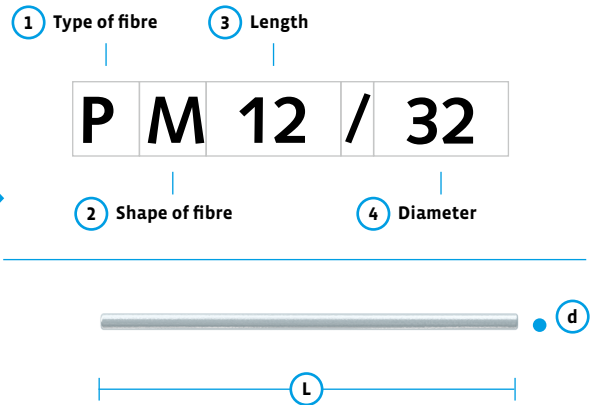 1 Type of fibre 3 Length
P M 12 / 32
2 Shape of fibre 4 Diameter
d
L